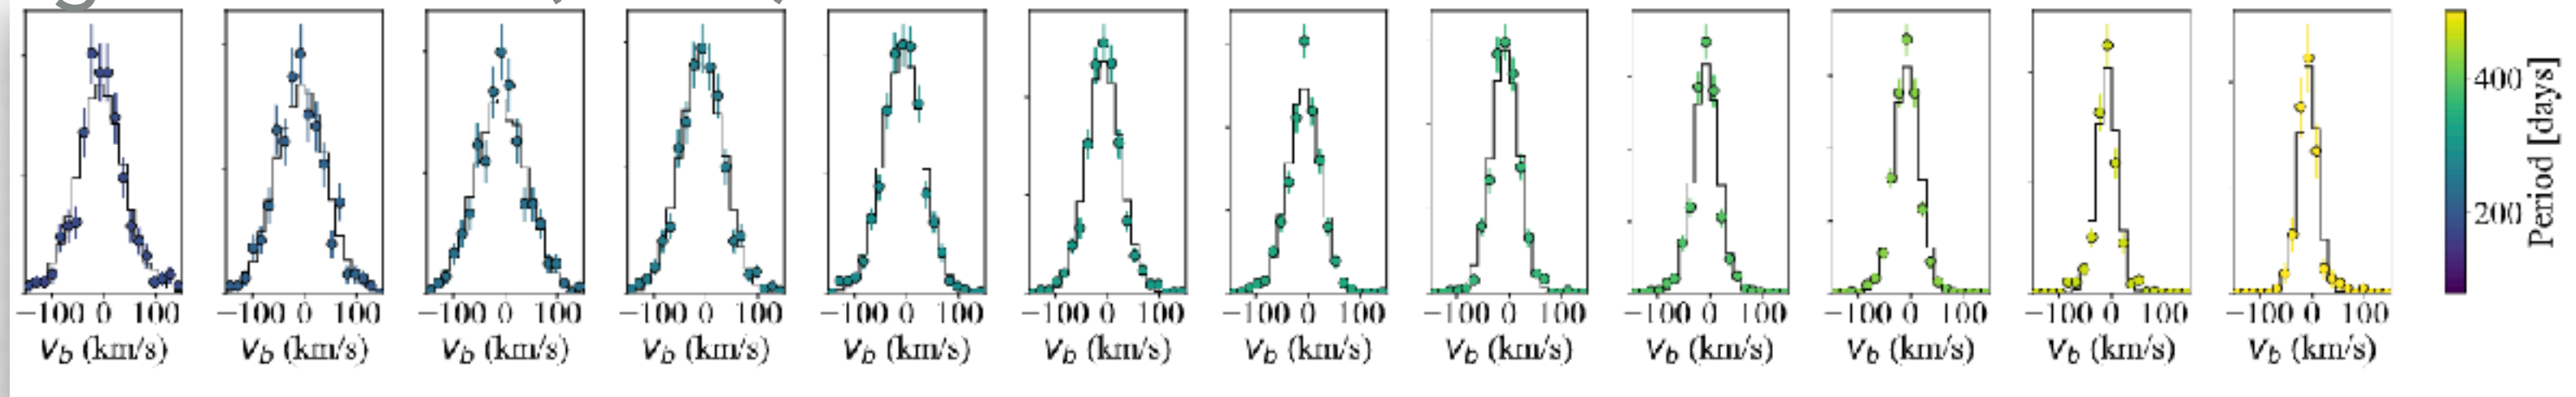 −100 0 100 −100 0 100 −100 0 100 −100 0 100 −100 0 100 −100 0 100 −100 0 100 −100 0 100 −100 0 100 −100 0 100 −100 0 100 −100 0 100
v_b (km/s) v_b (km/s) v_b (km/s) v_b (km/s) v_b (km/s) v_b (km/s) v_b (km/s) v_b (km/s) v_b (km/s) v_b (km/s) v_b (km/s) v_b (km/s)
400
200
Period [days]